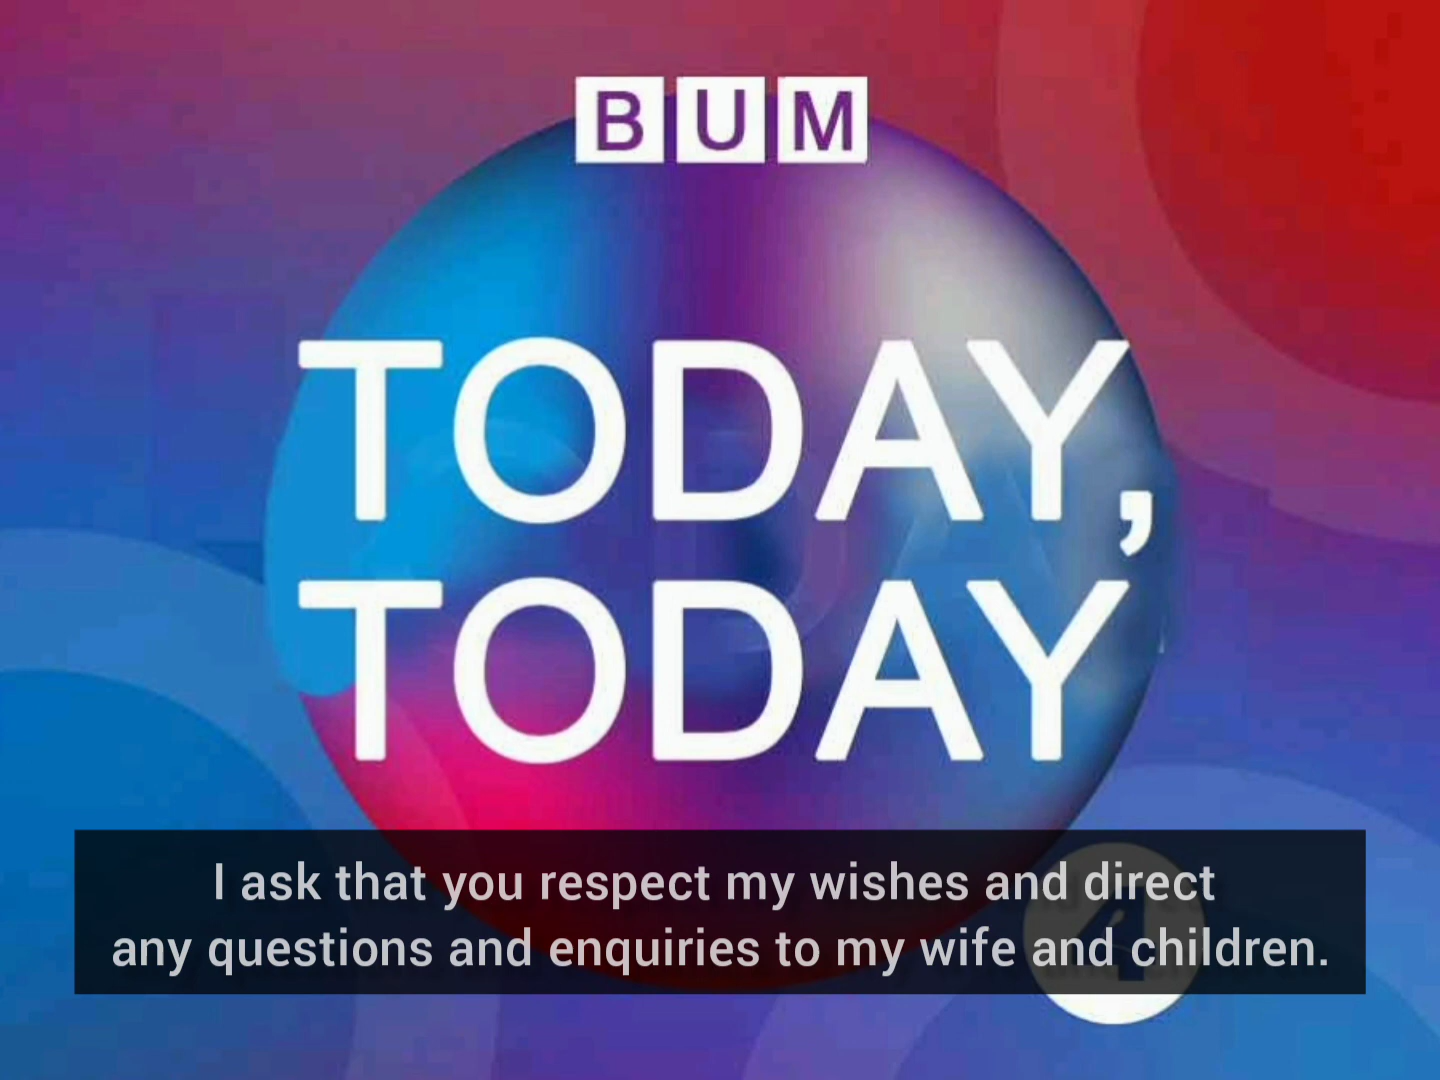 BUM
TODAY,
TODAY
I ask that you respect my wishes and direct
any questions and enquiries to my wife and children.
4